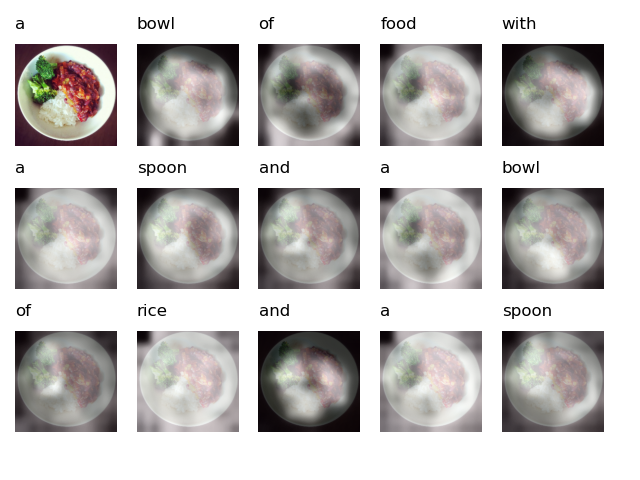 a bowl of food with
a spoon and a bowl
of rice and a spoon